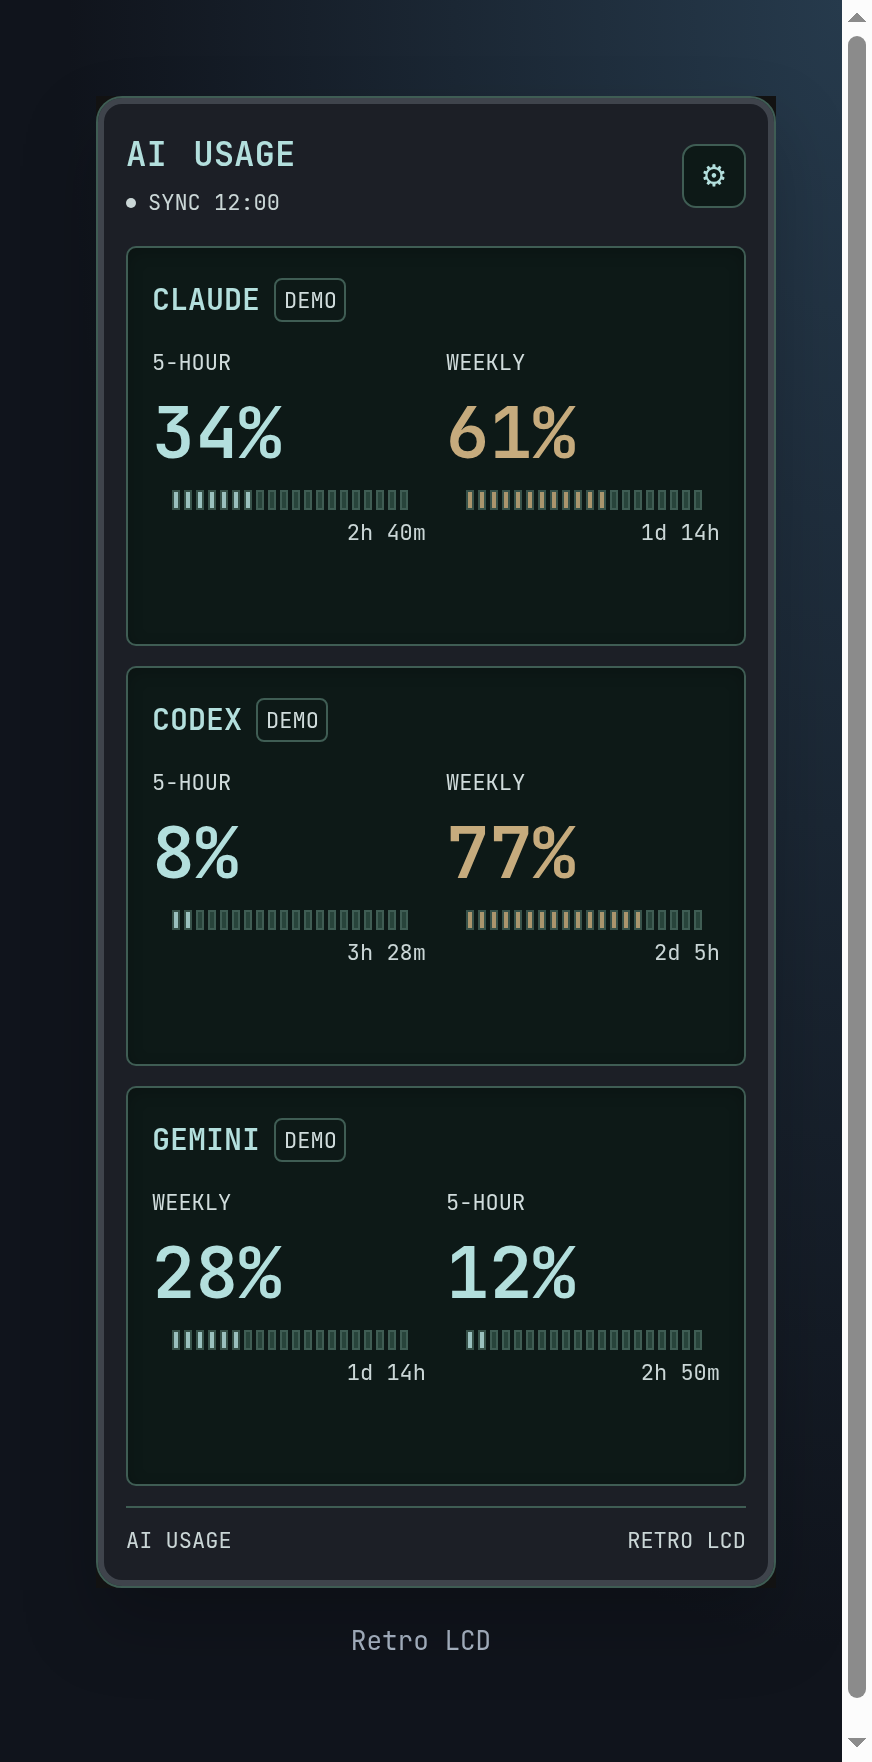 AI USAGE
SYNC 12:00
CLAUDE DEMO
5-HOUR WEEKLY
34% 61%
2h 40m 1d 14h
CODEX DEMO
5-HOUR WEEKLY
8% 77%
3h 28m 2d 5h
GEMINI DEMO
WEEKLY 5-HOUR
28% 12%
1d 14h 2h 50m
AI USAGE RETRO LCD
Retro LCD